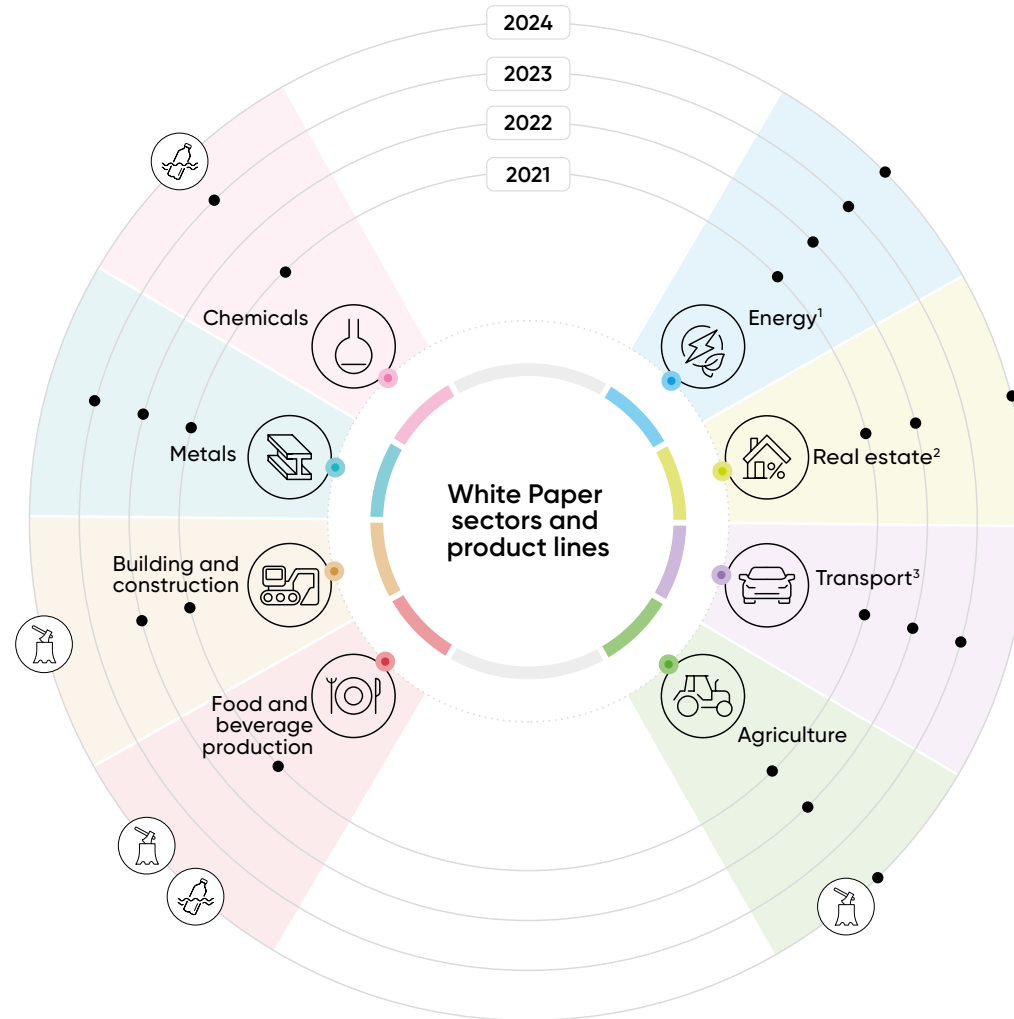 2024
2023
2022
2021
Chemicals
Energy¹
Metals
Real estate²
White Paper
sectors and
product lines
Building and
construction
Transport³
Food and
beverage
production
Agriculture
%